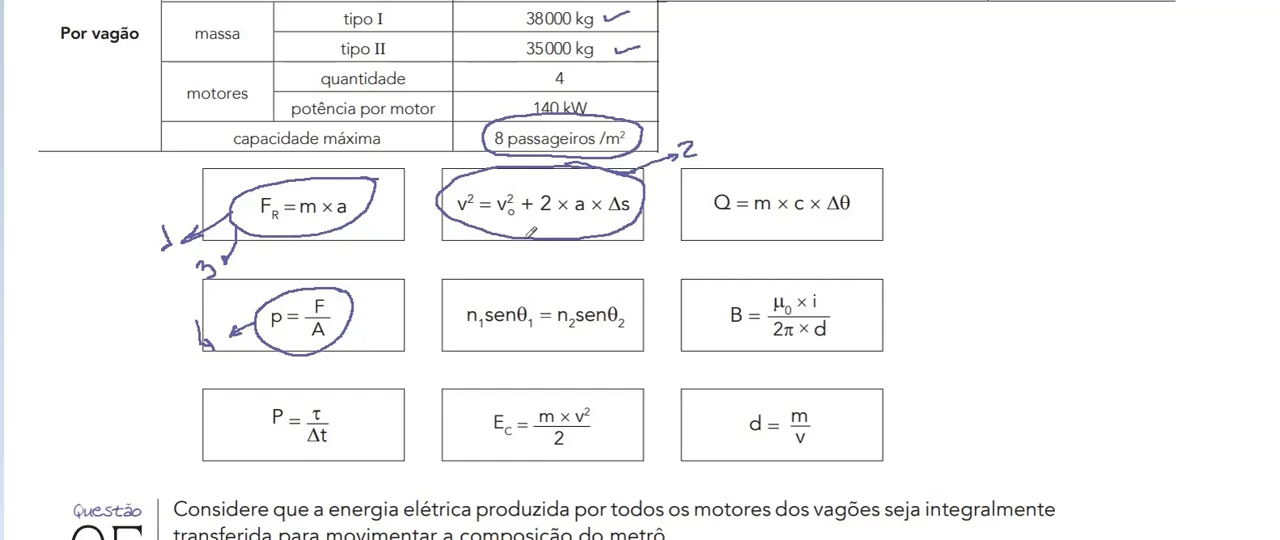 Por vagão
massa
tipo I
38000 kg
tipo II
35000 kg
motores
quantidade
4
potência por motor
140 kW
capacidade máxima
8 passageiros /m²
2
F_R = m × a
v² = v_o² + 2 × a × Δs
Q = m × c × Δθ
1
3
p = F/A
n₁senθ₁ = n₂senθ₂
B = μ₀ × i / 2π × d
P = τ/Δt
E_C = m × v² / 2
d = m/v
Questão
Considere que a energia elétrica produzida por todos os motores dos vagões seja integralmente
transferida para movimentar a composição do metrô